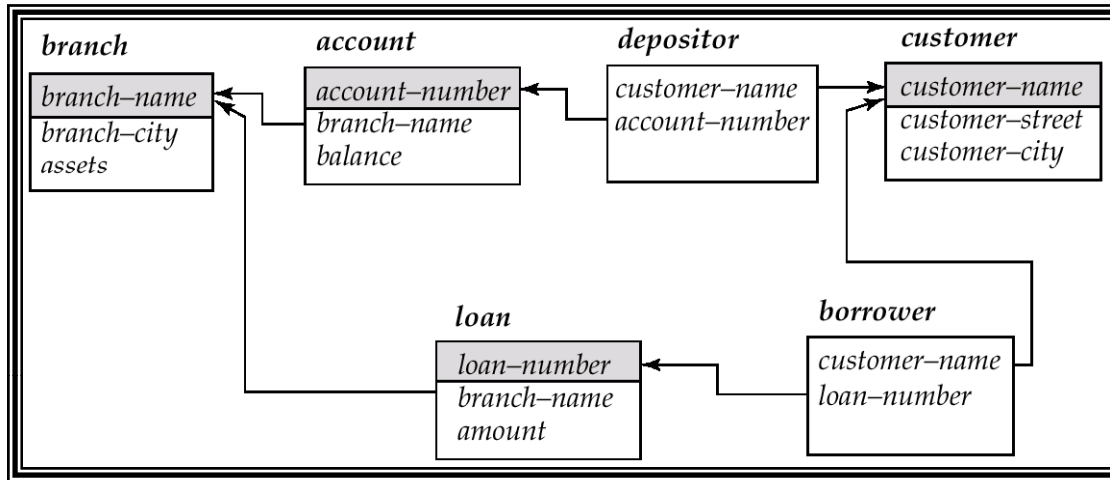 branch
branch–name
branch–city
assets
account
account–number
branch–name
balance
depositor
customer–name
account–number
customer
customer–name
customer–street
customer–city
loan
loan–number
branch–name
amount
borrower
customer–name
loan–number